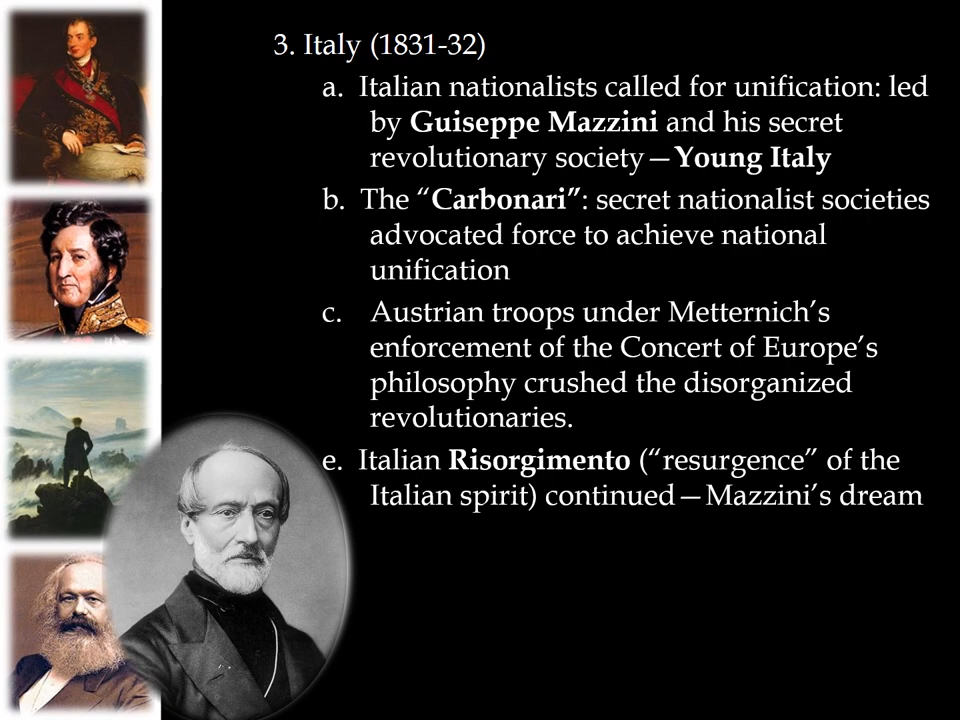 3. Italy (1831-32)
a. Italian nationalists called for unification: led
by Guiseppe Mazzini and his secret
revolutionary society—Young Italy
b. The “Carbonari”: secret nationalist societies
advocated force to achieve national
unification
c. Austrian troops under Metternich’s
enforcement of the Concert of Europe’s
philosophy crushed the disorganized
revolutionaries.
e. Italian Risorgimento (“resurgence” of the
Italian spirit) continued—Mazzini’s dream